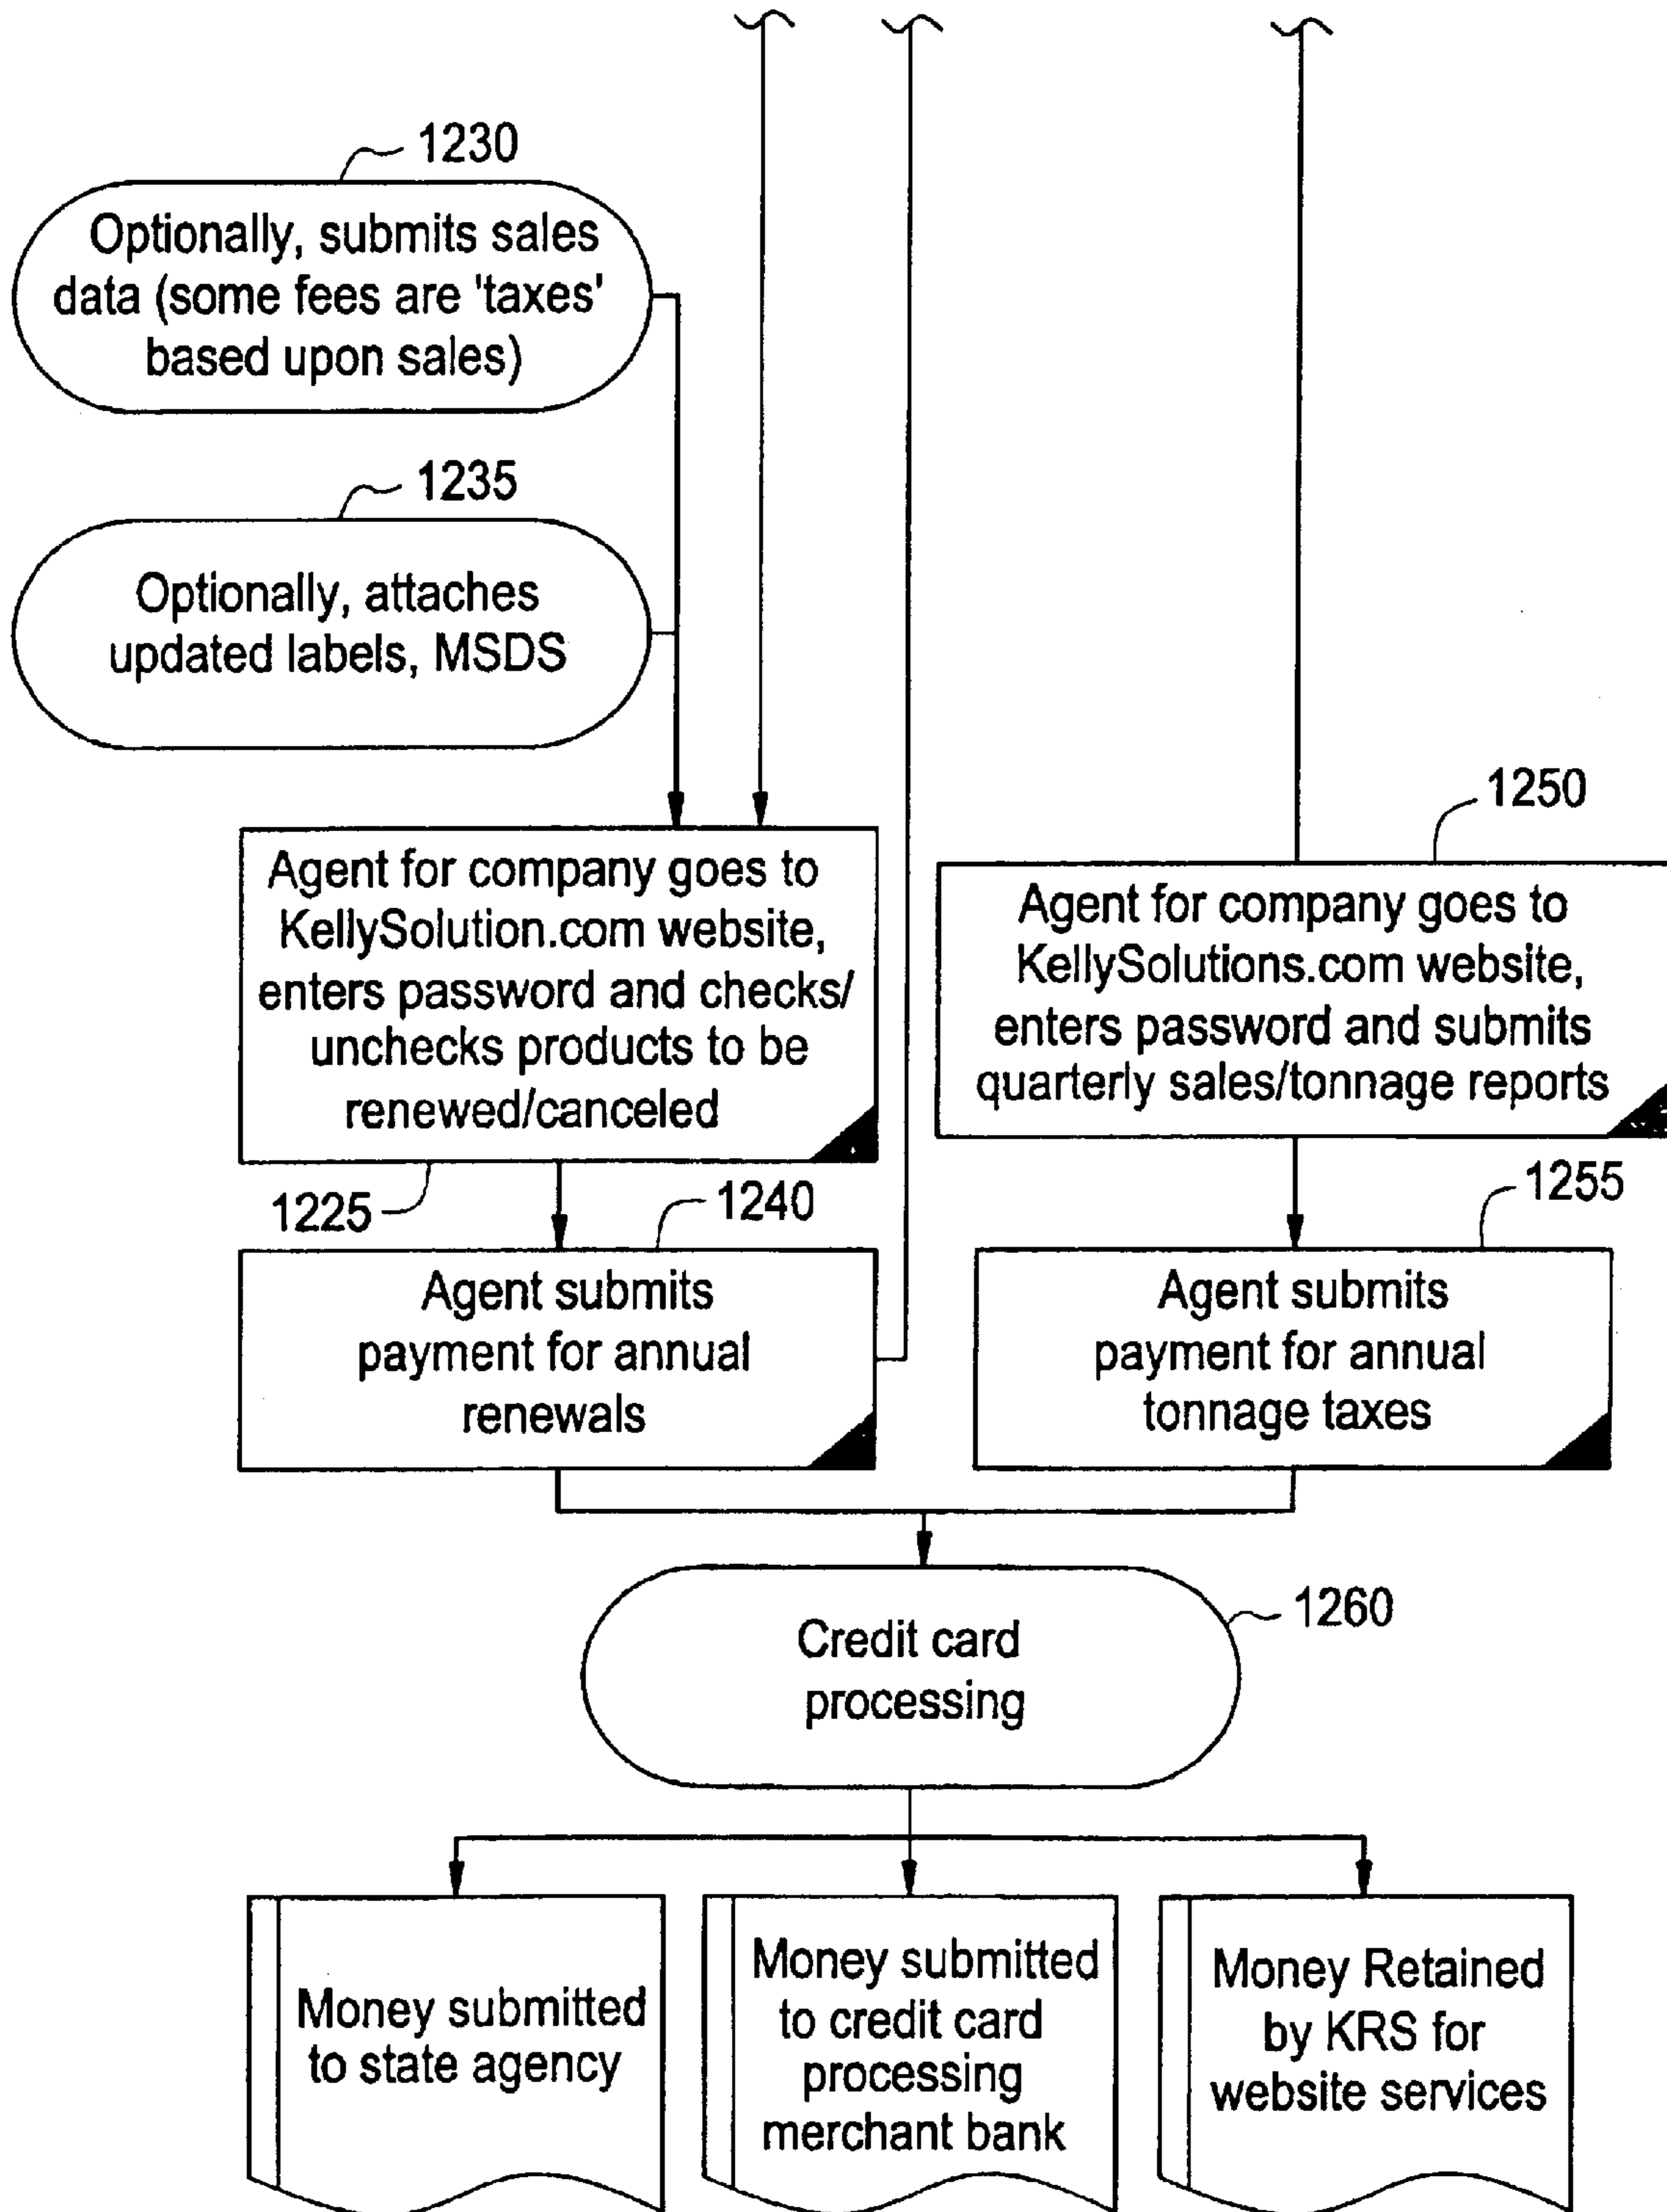 1230
Optionally, submits sales
data (some fees are 'taxes'
based upon sales)
1235
Optionally, attaches
updated labels, MSDS
Agent for company goes to
KellySolution.com website,
enters password and checks/
unchecks products to be
renewed/canceled
1225
1250
Agent for company goes to
KellySolutions.com website,
enters password and submits
quarterly sales/tonnage reports
1240
Agent submits
payment for annual
renewals
1255
Agent submits
payment for annual
tonnage taxes
Credit card
processing
1260
Money submitted
to state agency
Money submitted
to credit card
processing
merchant bank
Money Retained
by KRS for
website services